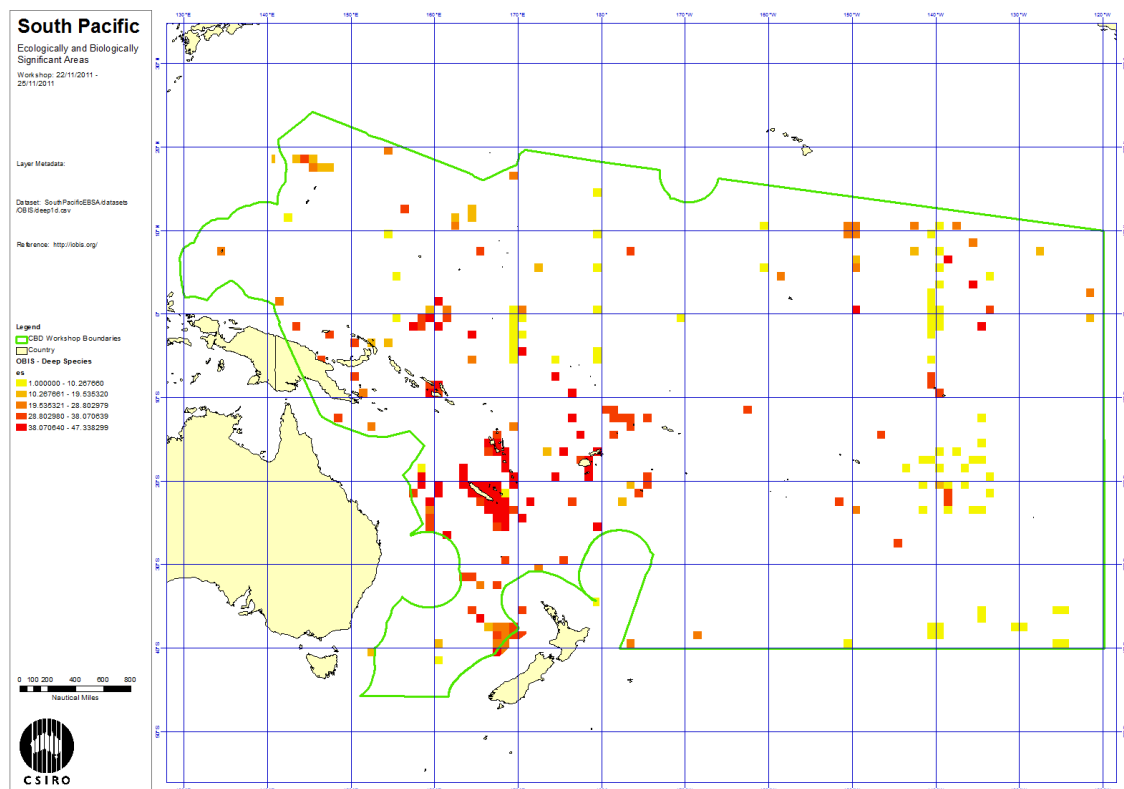 South Pacific
Ecologically and Biologically
Significant Areas
Workshop: 22/11/2011 -
25/11/2011
Layer Metadata:
Dataset: SouthPacificEBSA/datasets
/OBIS/deep1d.csv
Reference: http://iobis.org/
Legend
CBD Workshop Boundaries
Country
OBIS - Deep Species
es
1.000000 - 10.267660
10.267661 - 19.535320
19.535321 - 28.802979
28.802980 - 38.070639
38.070640 - 47.338299
0 100 200 400 600 800
Nautical Miles
CSIRO